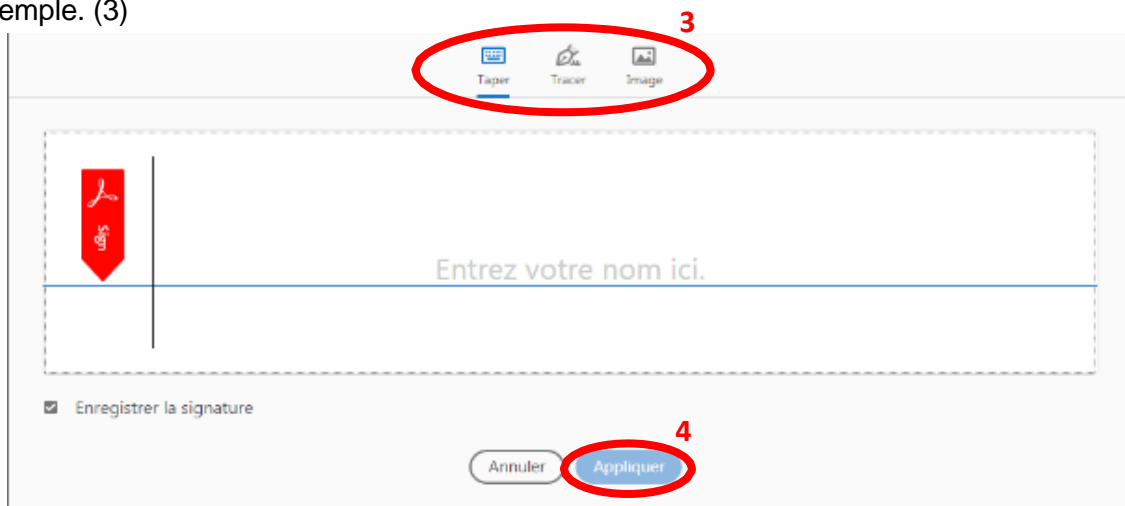 emple. (3)
3
Taper Tracer Image
Sign
Entrez votre nom ici.
Enregistrer la signature
4
Annuler Appliquer